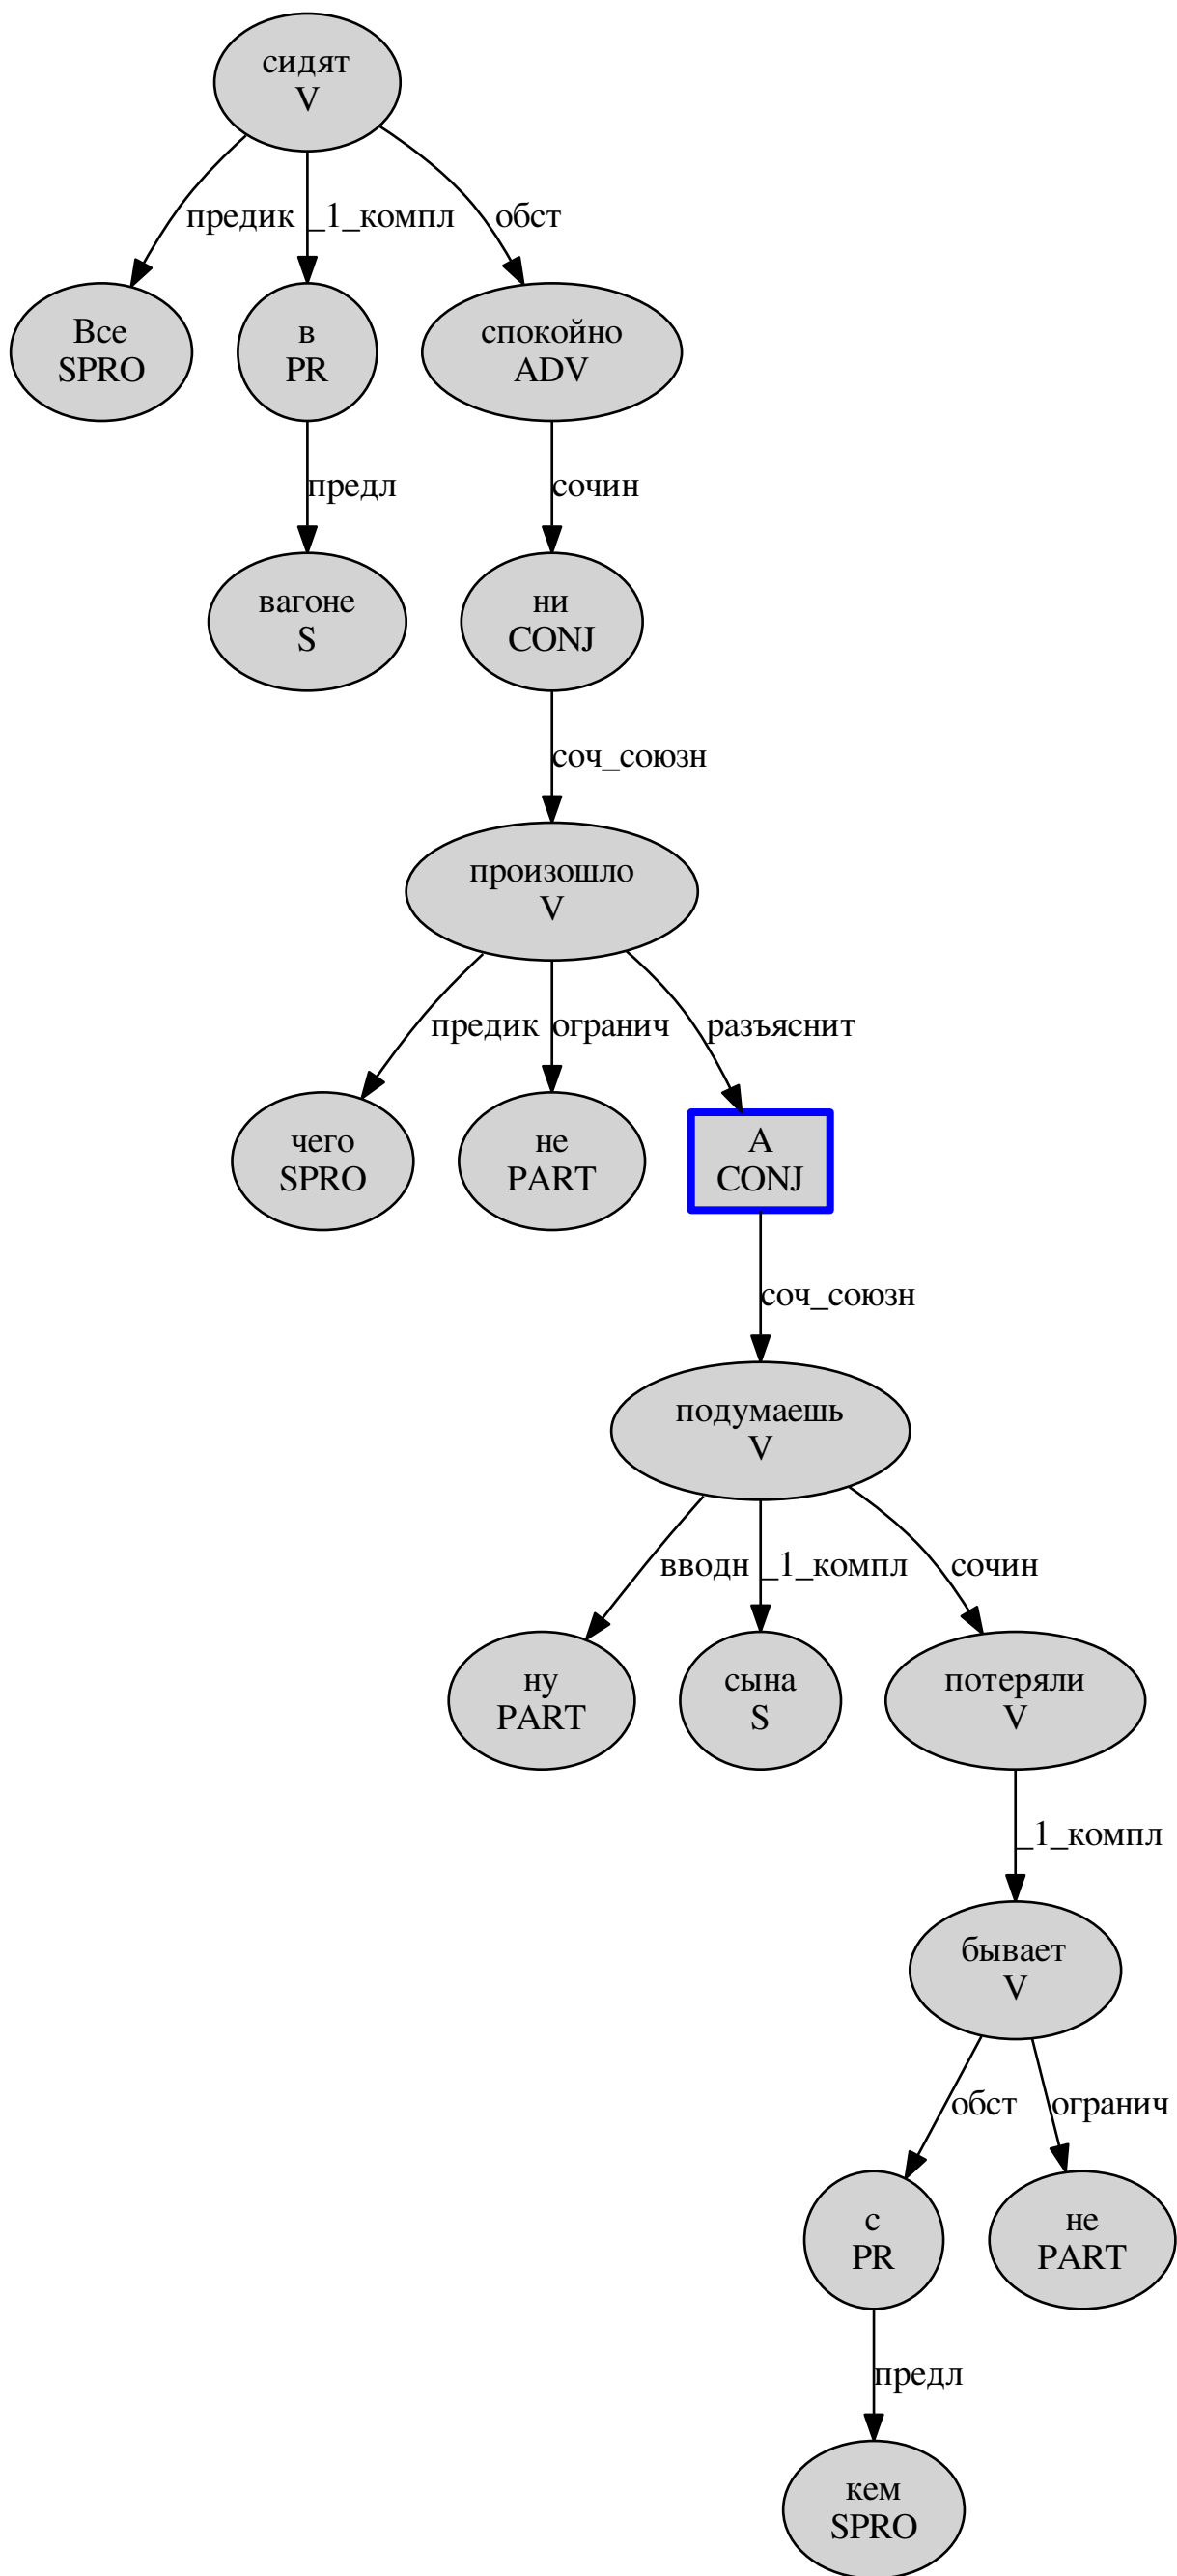 сидят
V
предик
_1_компл
обст
Все
SPRO
в
PR
спокойно
ADV
предл
сочин
вагоне
S
ни
CONJ
соч_союзн
произошло
V
предик
огранич
разъяснит
чего
SPRO
не
PART
А
CONJ
соч_союзн
подумаешь
V
вводн
_1_компл
сочин
ну
PART
сына
S
потеряли
V
_1_компл
бывает
V
обст
огранич
с
PR
не
PART
предл
кем
SPRO